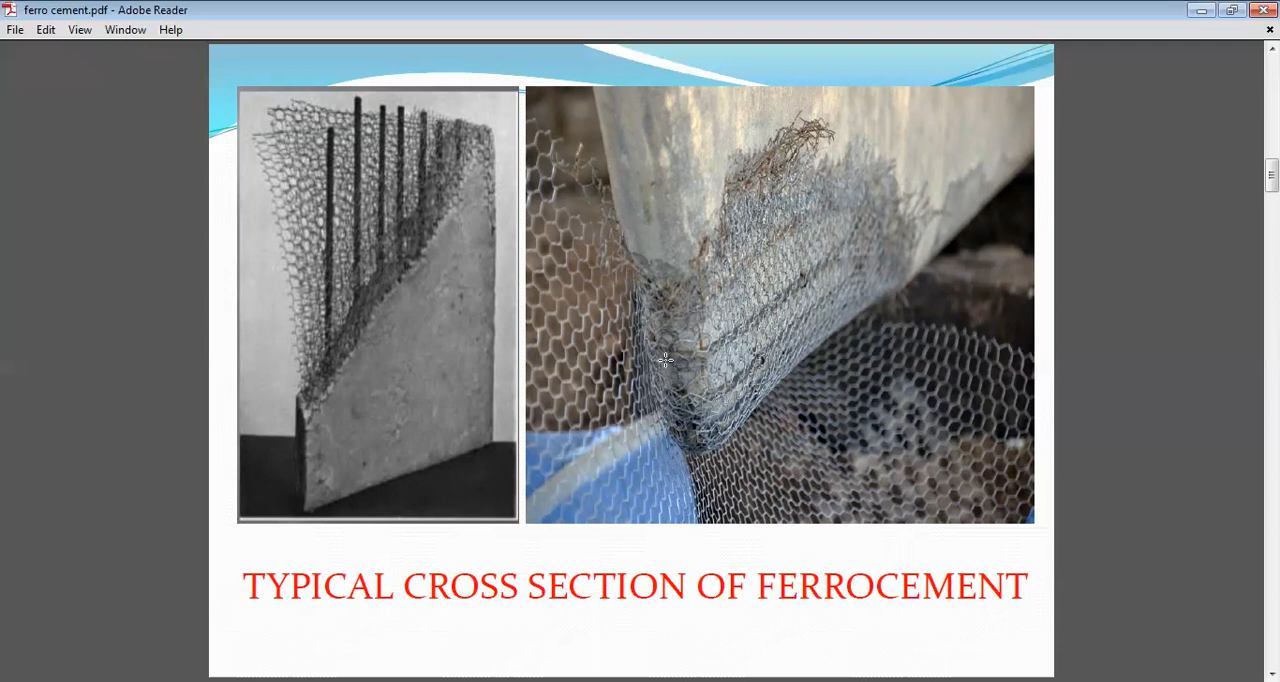 ferro cement.pdf - Adobe Reader
File Edit View Window Help
TYPICAL CROSS SECTION OF FERROCEMENT